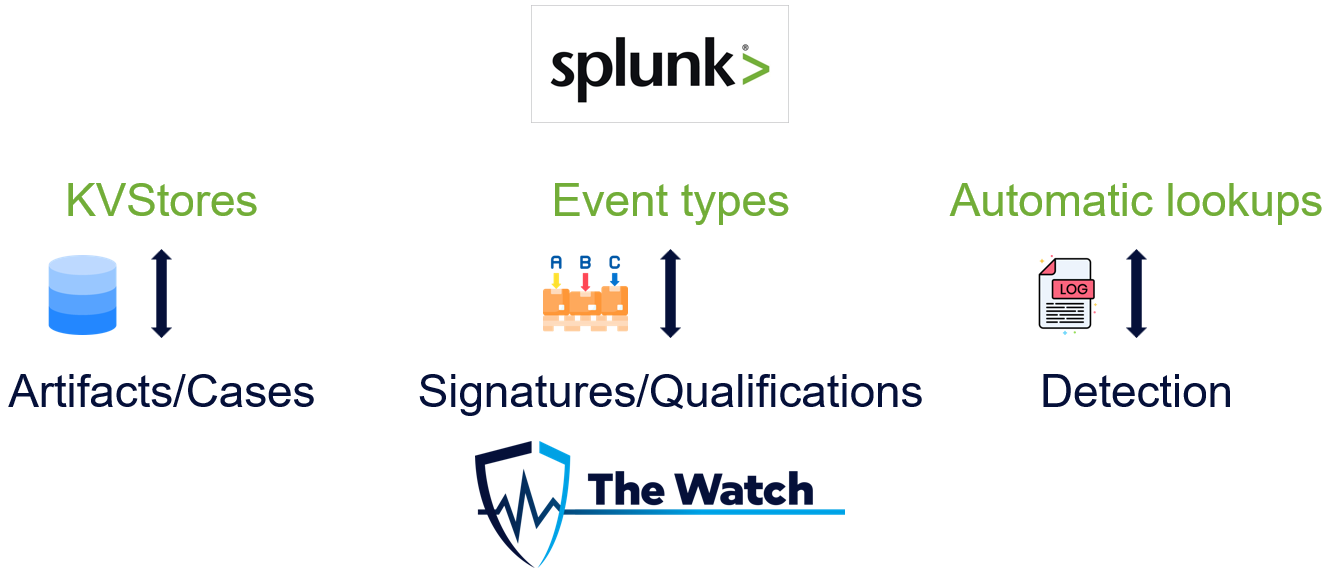 splunk>®
KVStores
Event types
Automatic lookups
A B C
LOG
Artifacts/Cases
Signatures/Qualifications
Detection
The Watch